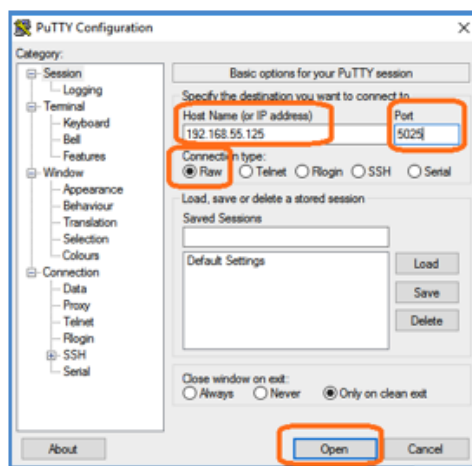 PuTTY Configuration
Category:
Session
Logging
Terminal
Keyboard
Bell
Features
Window
Appearance
Behaviour
Translation
Selection
Colours
Connection
Data
Proxy
Telnet
Rlogin
SSH
Serial
Basic options for your PuTTY session
Specify the destination you want to connect to
Host Name (or IP address) Port
192.168.55.125 5025
Connection type:
Raw Telnet Rlogin SSH Serial
Load, save or delete a stored session
Saved Sessions
Default Settings
Load
Save
Delete
Close window on exit:
Always Never Only on clean exit
About Open Cancel